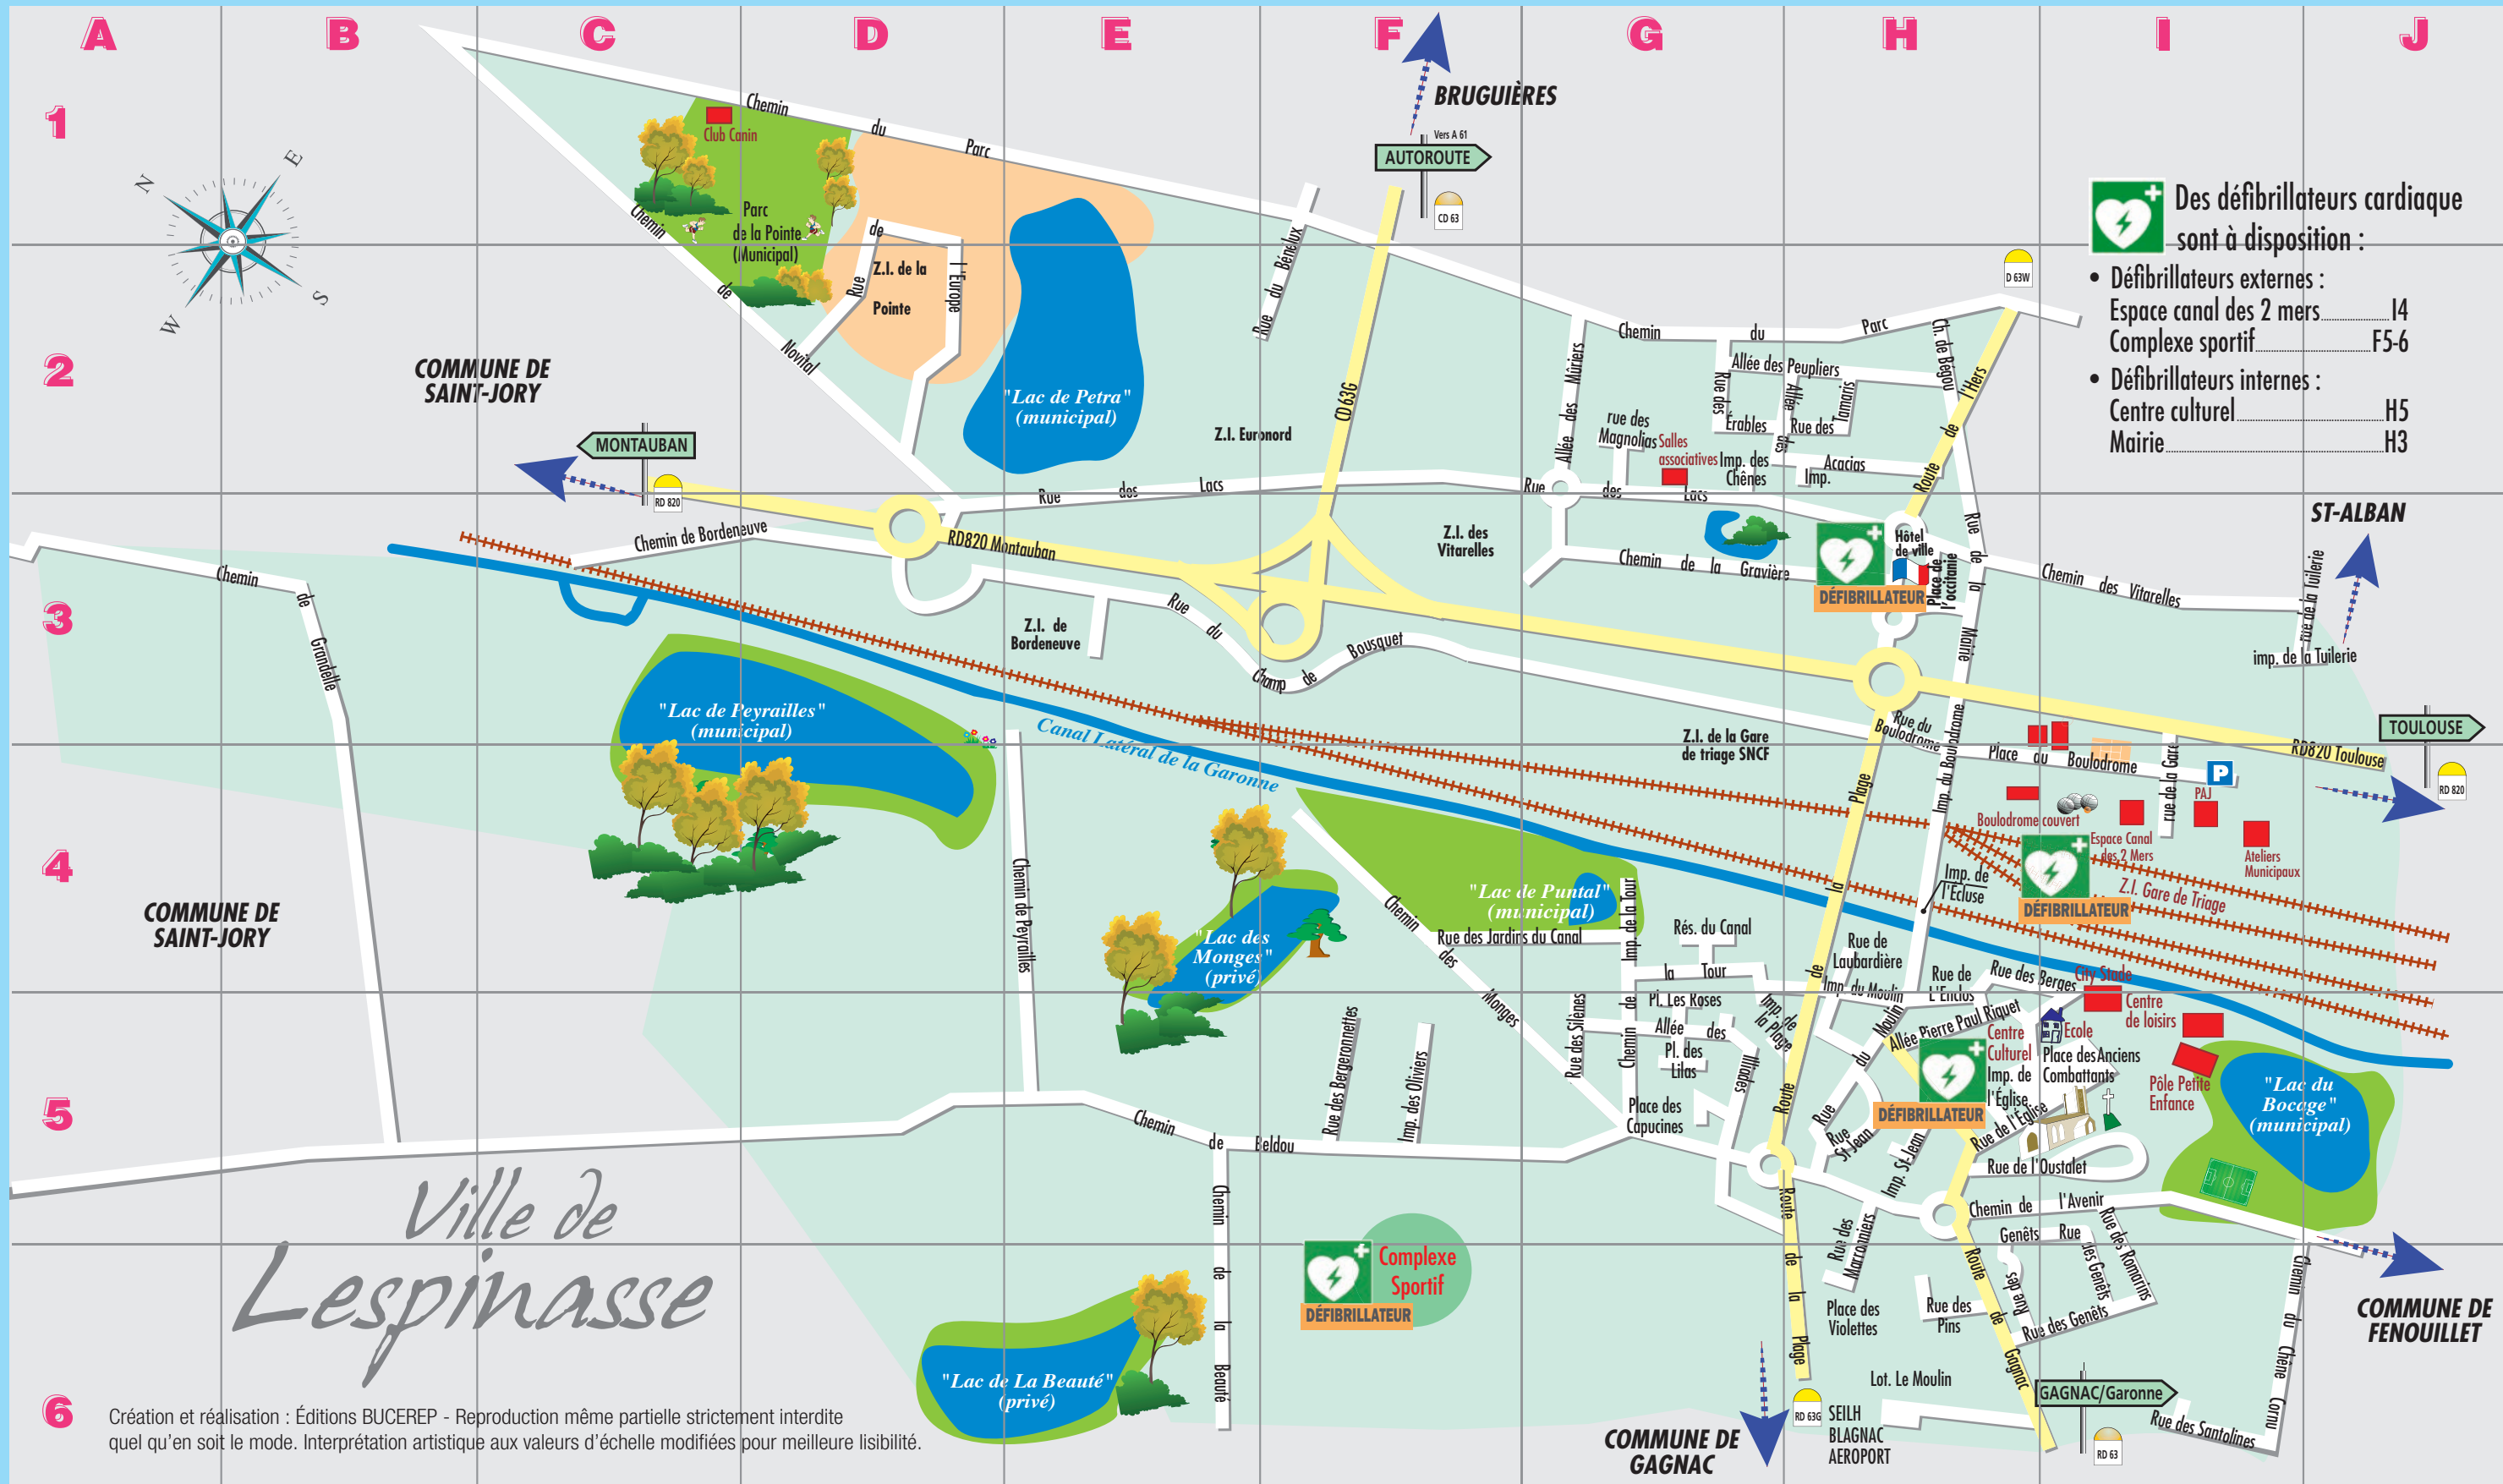 A B C D E F G H I J
1
2
3
4
5
6
N
E
S
W
BRUGUIÈRES
Vers A 61
AUTOROUTE
CD 63
Chemin du Parc
Club Canin
Parc
de la Pointe
(Municipal)
Chemin de Novital
Rue de l'Europe
Z.I. de la
Pointe
"Lac de Petra"
(municipal)
Rue du Bénélux
CD 63G
Z.I. Euronord
COMMUNE DE
SAINT-JORY
MONTAUBAN
RD 820
D 63W
Des défibrillateurs cardiaque
sont à disposition :
• Défibrillateurs externes :
Espace canal des 2 mers I4
Complexe sportif F5-6
• Défibrillateurs internes :
Centre culturel H5
Mairie H3
Chemin du Parc
Ch. de Bégou
Allée des Mûriers
Allée des Peupliers
Rue des Érables
Allée des
Rue des Tamaris
rue des
Magnolias
Salles
associatives
Imp. des
Chênes
Imp. Acacias
Route de l'Hers
Rue des Lacs
Rue des Lacs
Chemin de Bordeneuve
RD820 Montauban
Z.I. des
Vitarelles
Chemin de la Gravière
Hôtel
de ville
Place de
l'occitanie
DÉFIBRILLATEUR
Rue de la Mairie
Chemin des Vitarelles
rue de la Tuilerie
imp. de la Tuilerie
ST-ALBAN
Chemin de Grandelle
Z.I. de
Bordeneuve
Rue du Champ de Bousquet
"Lac de Peyrailles"
(municipal)
Canal Latéral de la Garonne
Z.I. de la Gare
de triage SNCF
Rue du
Boulodrome
Imp. du Boulodrome
Place du Boulodrome
rue de la Gare
P
PAJ
RD820 Toulouse
TOULOUSE
RD 820
Boulodrome couvert
Espace Canal
des 2 Mers
Ateliers
Municipaux
Z.I. Gare de Triage
DÉFIBRILLATEUR
Imp. de
l'Écluse
COMMUNE DE
SAINT-JORY
Chemin de Peyrailles
"Lac des
Monges"
(privé)
Chemin des Monges
"Lac de Puntal"
(municipal)
Rue des Jardins du Canal
Imp. de la Tour
Rés. du Canal
Chemin de la Tour
Route de la Plage
Rue de
Laubardière
Imp. du Moulin
Rue de
L'Enclos
Rue des Berges
City Stade
Centre
de loisirs
Pl. Les Roses
Allée des Illiades
Pl. des
Lilas
Imp. de
la Plage
Rue des Silènes
Place des
Capucines
Rue du Moulin
Allée Pierre Paul Riquet
Centre
Culturel
Ecole
Place des Anciens
Combattants
Imp. de
l'Église
DÉFIBRILLATEUR
Rue de l'Église
Pôle Petite
Enfance
"Lac du
Bocage"
(municipal)
Rue
St-Jean
Imp. St-Jean
Rue de l'Oustalet
Chemin de l'Avenir
Rue des Bergeronnettes
Imp. des Oliviers
Chemin de Beldou
Chemin de la Beauté
Complexe
Sportif
DÉFIBRILLATEUR
Ville de
Lespinasse
"Lac de La Beauté"
(privé)
Route de la Plage
Rue des
Marronniers
Place des
Violettes
Rue des
Pins
Lot. Le Moulin
Route de Gagnac
Genêts Rue des Genêts
Rue des
Rue des Romarins
Rue des Genêts
Chemin du Chêne Cornu
Rue des Santolines
COMMUNE DE
FENOUILLET
GAGNAC/Garonne
RD 63
RD 63G
SEILH
BLAGNAC
AEROPORT
COMMUNE DE
GAGNAC
Création et réalisation : Éditions BUCEREP - Reproduction même partielle strictement interdite
quel qu'en soit le mode. Interprétation artistique aux valeurs d'échelle modifiées pour meilleure lisibilité.